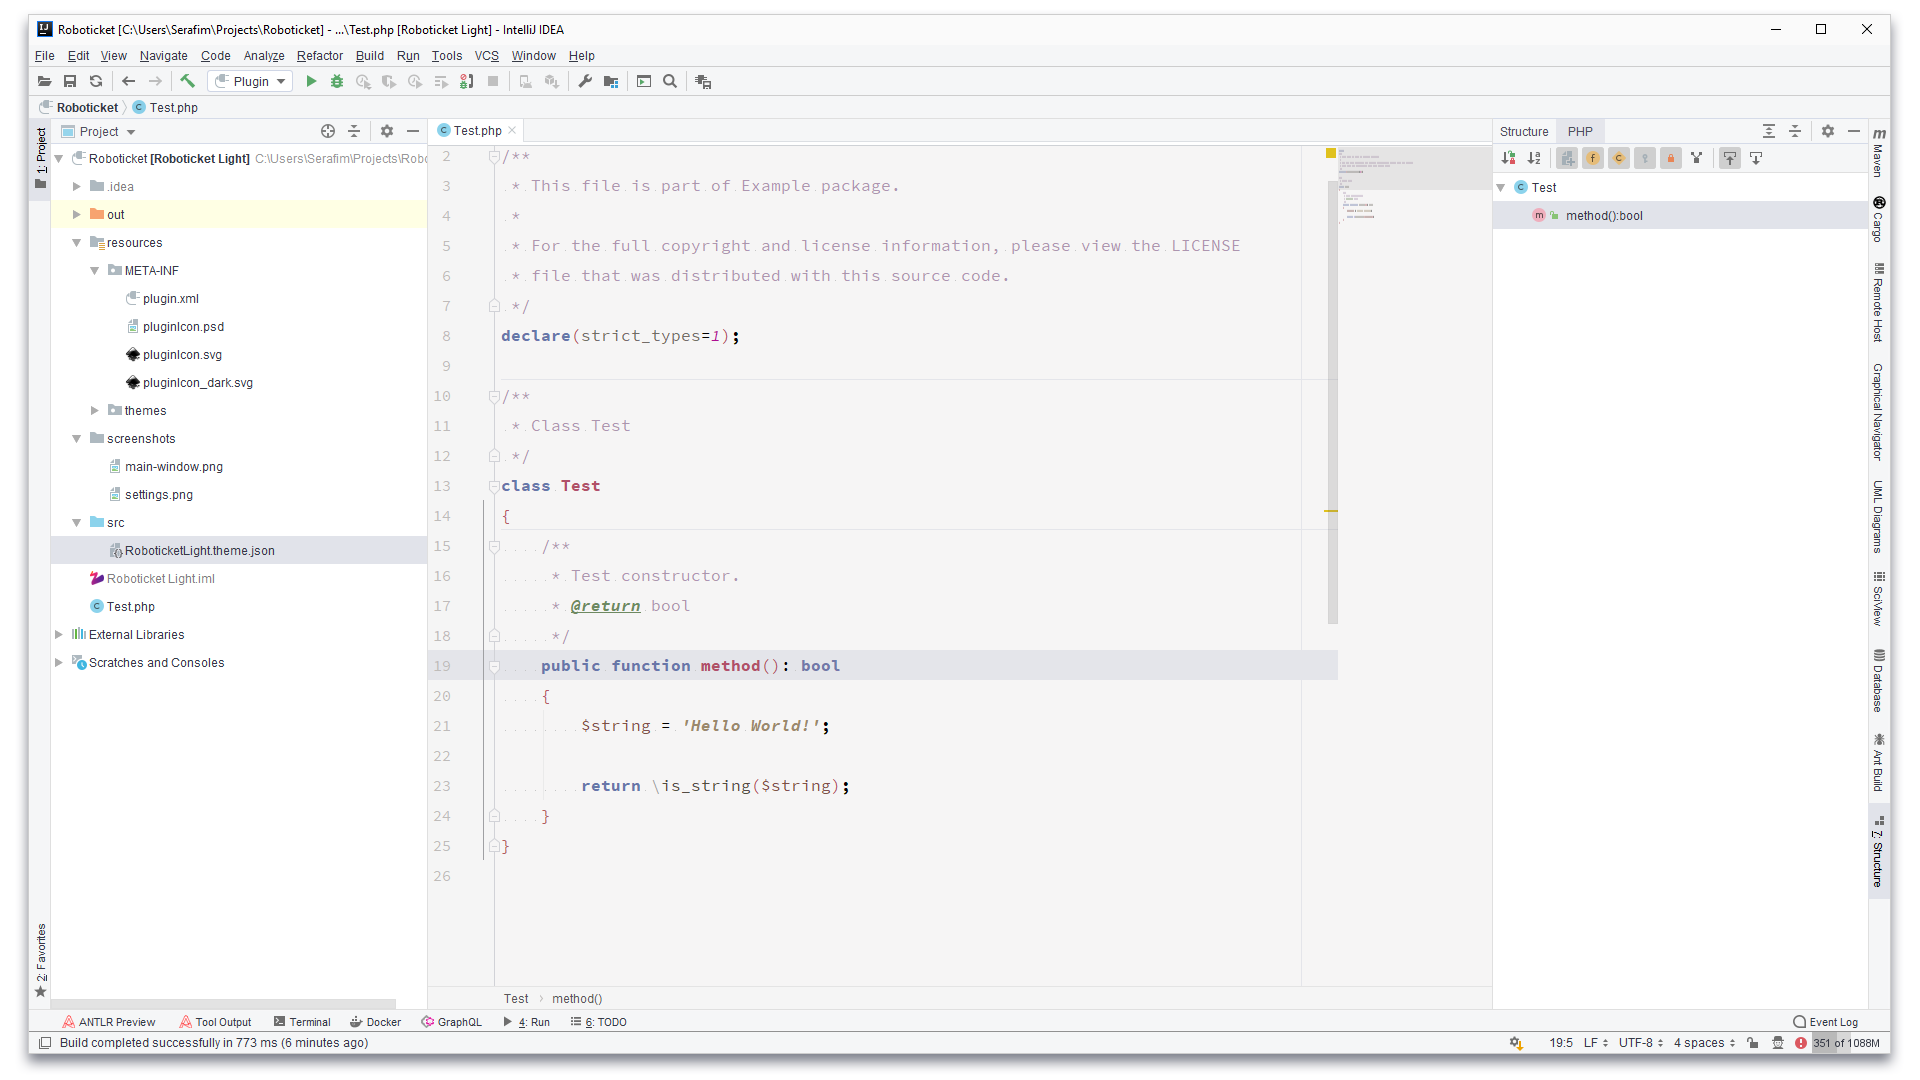 Roboticket [C:\Users\Serafim\Projects\Roboticket] - ...\Test.php [Roboticket Light] - IntelliJ IDEA
File Edit View Navigate Code Analyze Refactor Build Run Tools VCS Window Help
Plugin
Roboticket Test.php
1: Project
2: Favorites
Project
Roboticket [Roboticket Light] C:\Users\Serafim\Projects\Robo
.idea
out
resources
META-INF
plugin.xml
pluginIcon.psd
pluginIcon.svg
pluginIcon_dark.svg
themes
screenshots
main-window.png
settings.png
src
RoboticketLight.theme.json
Roboticket Light.iml
Test.php
External Libraries
Scratches and Consoles
Test.php
2 /**
3 * This file is part of Example package.
4 *
5 * For the full copyright and license information, please view the LICENSE
6 * file that was distributed with this source code.
7 */
8 declare(strict_types=1);
9
10 /**
11 * Class Test
12 */
13 class Test
14 {
15 /**
16 * Test constructor.
17 * @return bool
18 */
19 public function method(): bool
20 {
21 $string = 'Hello World!';
22
23 return \is_string($string);
24 }
25 }
26
Test › method()
Structure PHP
Test
method():bool
Maven
Cargo
Remote Host
Graphical Navigator
UML Diagrams
SciView
Database
Ant Build
7: Structure
ANTLR Preview Tool Output Terminal Docker GraphQL 4: Run 6: TODO Event Log
Build completed successfully in 773 ms (6 minutes ago) 19:5 LF UTF-8 4 spaces 351 of 1088M